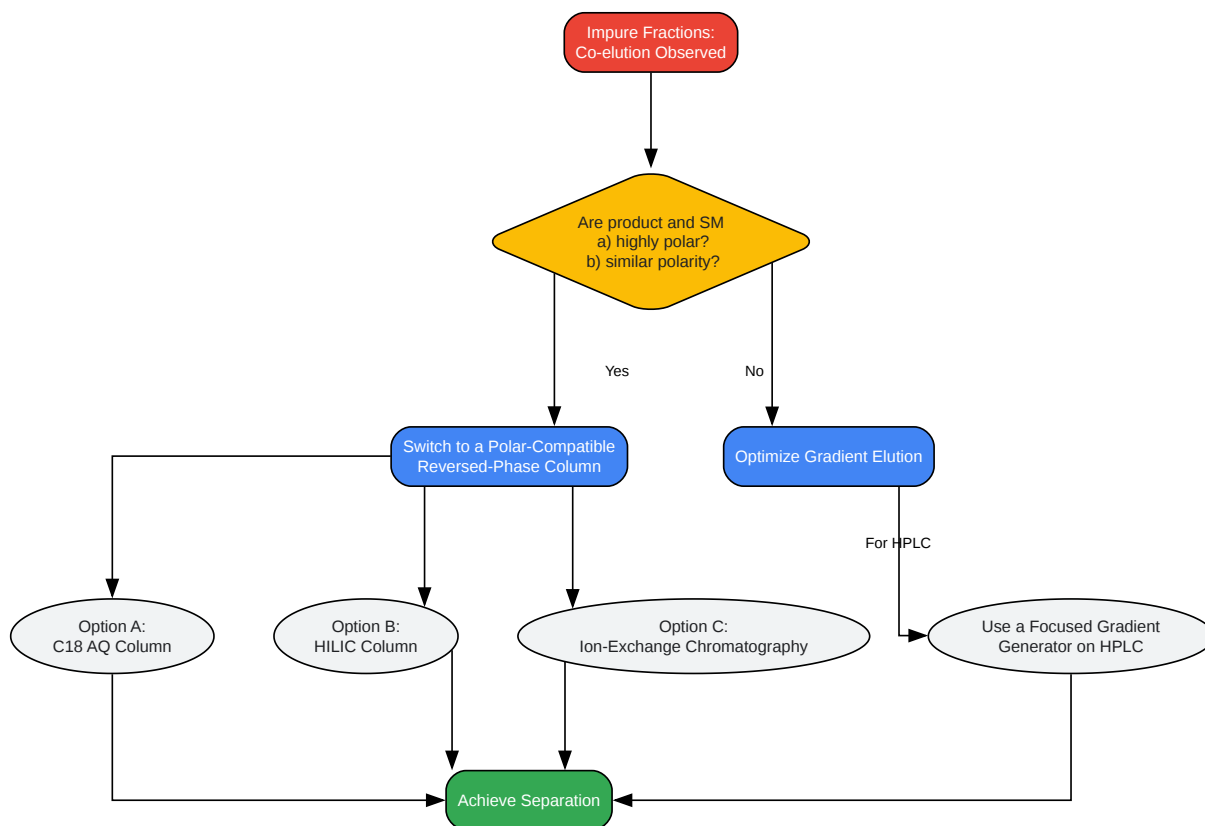 Impure Fractions:
Co-elution Observed
Are product and SM
a) highly polar?
b) similar polarity?
Yes
No
Switch to a Polar-Compatible
Reversed-Phase Column
Optimize Gradient Elution
For HPLC
Option A:
C18 AQ Column
Option B:
HILIC Column
Option C:
Ion-Exchange Chromatography
Use a Focused Gradient
Generator on HPLC
Achieve Separation